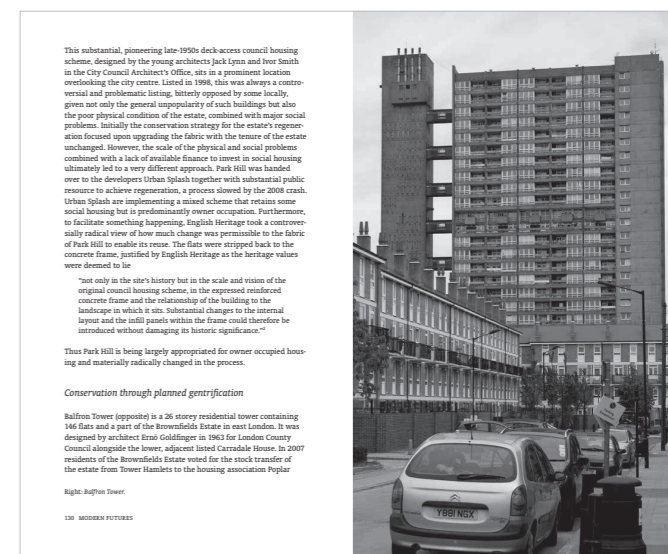 This substantial, pioneering late-1950s deck-access council housing
scheme, designed by the young architects Jack Lynn and Ivor Smith
in the City Council Architect's Office, sits in a prominent location
overlooking the city centre. Listed in 1998, this was always a contro-
versial and problematic listing, bitterly opposed by some locally,
given not only the general unpopularity of such buildings but also
the poor physical condition of the estate, combined with major social
problems. Initially the conservation strategy for the estate's regener-
ation focused upon upgrading the fabric with the tenure of the estate
unchanged. However, the scale of the physical and social problems
combined with a lack of available finance to invest in social housing
ultimately led to a very different approach. Park Hill was handed
over to the developers Urban Splash together with substantial public
resource to achieve regeneration, a process slowed by the 2008 crash.
Urban Splash are implementing a mixed scheme that retains some
social housing but is predominantly owner occupation. Furthermore,
to facilitate something happening, English Heritage took a controver-
sially radical view of how much change was permissible to the fabric
of Park Hill to enable its reuse. The flats were stripped back to the
concrete frame, justified by English Heritage as the heritage values
were deemed to lie
“not only in the site's history but in the scale and vision of the
original council housing scheme, in the expressed reinforced
concrete frame and the relationship of the building to the
landscape in which it sits. Substantial changes to the internal
layout and the infill panels within the frame could therefore be
introduced without damaging its historic significance.”²
Thus Park Hill is being largely appropriated for owner occupied hous-
ing and materially radically changed in the process.
Conservation through planned gentrification
Balfron Tower (opposite) is a 26 storey residential tower containing
146 flats and a part of the Brownfields Estate in east London. It was
designed by architect Ernö Goldfinger in 1963 for London County
Council alongside the lower, adjacent listed Carradale House. In 2007
residents of the Brownfields Estate voted for the stock transfer of
the estate from Tower Hamlets to the housing association Poplar
Right: Balfron Tower.
130 MODERN FUTURES
YB81 NGX